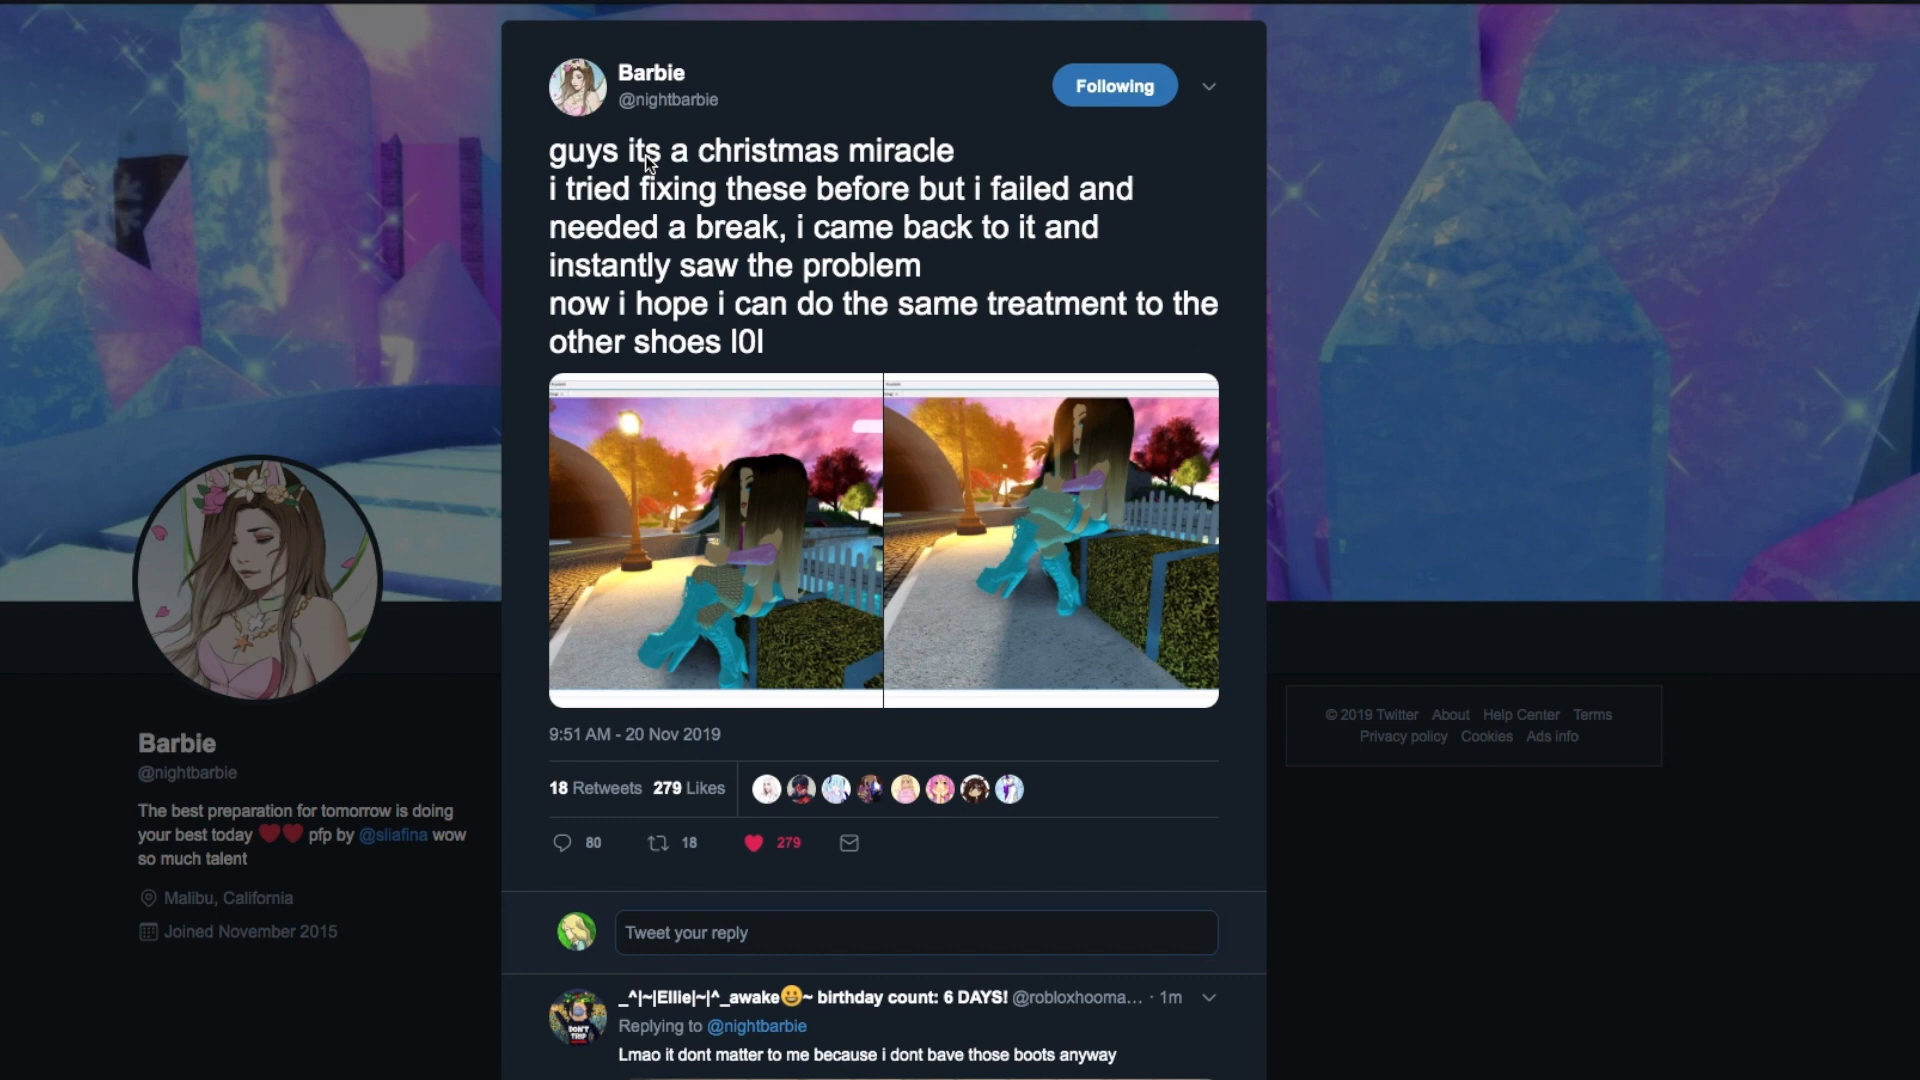 Barbie
@nightbarbie
Following
guys its a christmas miracle
i tried fixing these before but i failed and
needed a break, i came back to it and
instantly saw the problem
now i hope i can do the same treatment to the
other shoes l0l
9:51 AM - 20 Nov 2019
18 Retweets 279 Likes
80 18 279
Tweet your reply
_^|~|Ellie|~|^_awake😀~ birthday count: 6 DAYS! @robloxhooma... · 1m
Replying to @nightbarbie
Lmao it dont matter to me because i dont bave those boots anyway
DON'T
TRIP
Barbie
@nightbarbie
The best preparation for tomorrow is doing
your best today ❤️❤️ pfp by @sliafina wow
so much talent
Malibu, California
Joined November 2015
© 2019 Twitter About Help Center Terms
Privacy policy Cookies Ads info